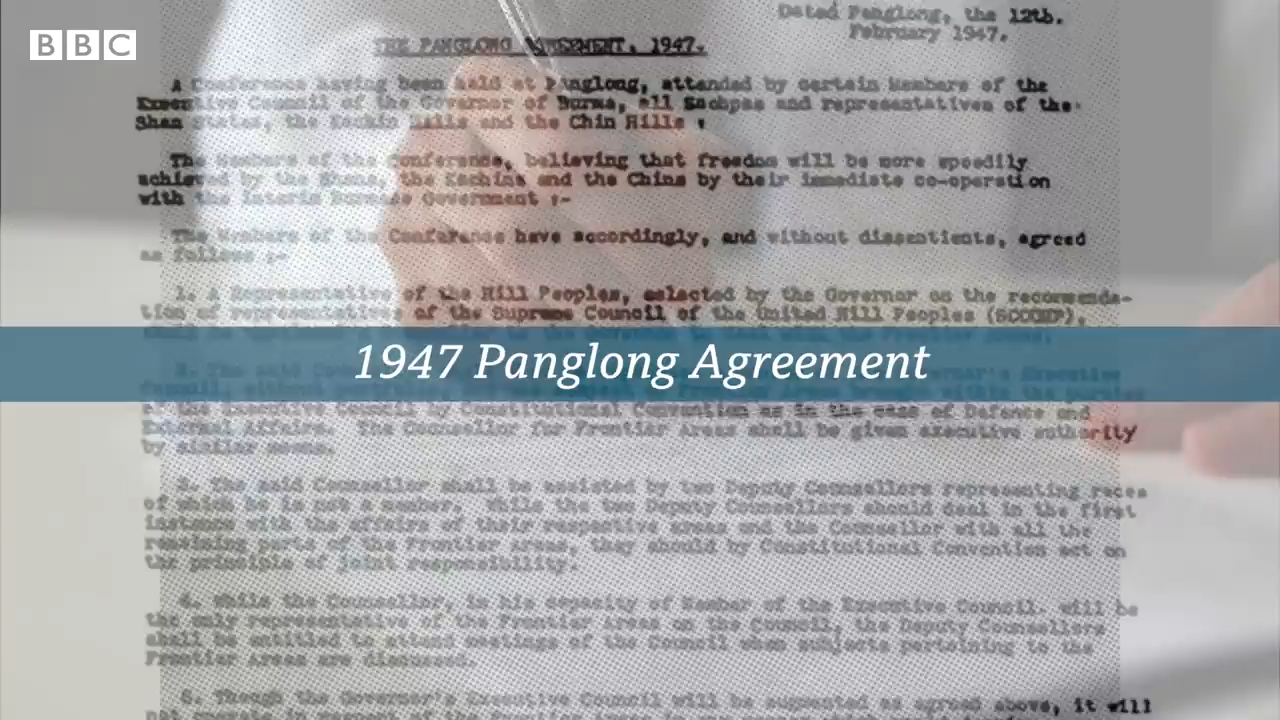 BBC
Dated Panglong, the 12th.
February 1947.
THE PANGLONG AGREEMENT, 1947.
A Conference having been held at Panglong, attended by certain Members of the
Executive Council of the Governor of Burma, all Saohpas and representatives of the
Shan States, the Kachin Hills and the Chin Hills :
The Members of the Conference, believing that freedom will be more speedily
achieved by the Shans, the Kachins and the Chins by their immediate co-operation
with the Interim Burmese Government :-
The Members of the Conference have accordingly, and without dissentients, agreed
as follows :-
1. A Representative of the Hill Peoples, selected by the Governor on the recommenda-
tion of representatives of the Supreme Council of the United Hill Peoples (SCOUHP),
1947 Panglong Agreement
2. The said
the Executive Council by Constitutional Convention as in the case of Defence and
External Affairs. The Counsellor for Frontier Areas shall be given executive authority
by similar means.
3. The said Counsellor shall be assisted by two Deputy Counsellors representing races
of which he is not a member. While the two Deputy Counsellors should deal in the first
instance with the affairs of their respective areas and the Counsellor with all the
remaining parts of the Frontier Areas, they should by Constitutional Convention act on
the principle of joint responsibility.
4. While the Counsellor, in his capacity of Member of the Executive Council. will be
the only representative of the Frontier Areas on the Council, the Deputy Counsellors
shall be entitled to attend meetings of the Council when subjects pertaining to the
Frontier Areas are discussed.
5. Though the Governor's Executive Council will be augmented as agreed above, it will
not operate in